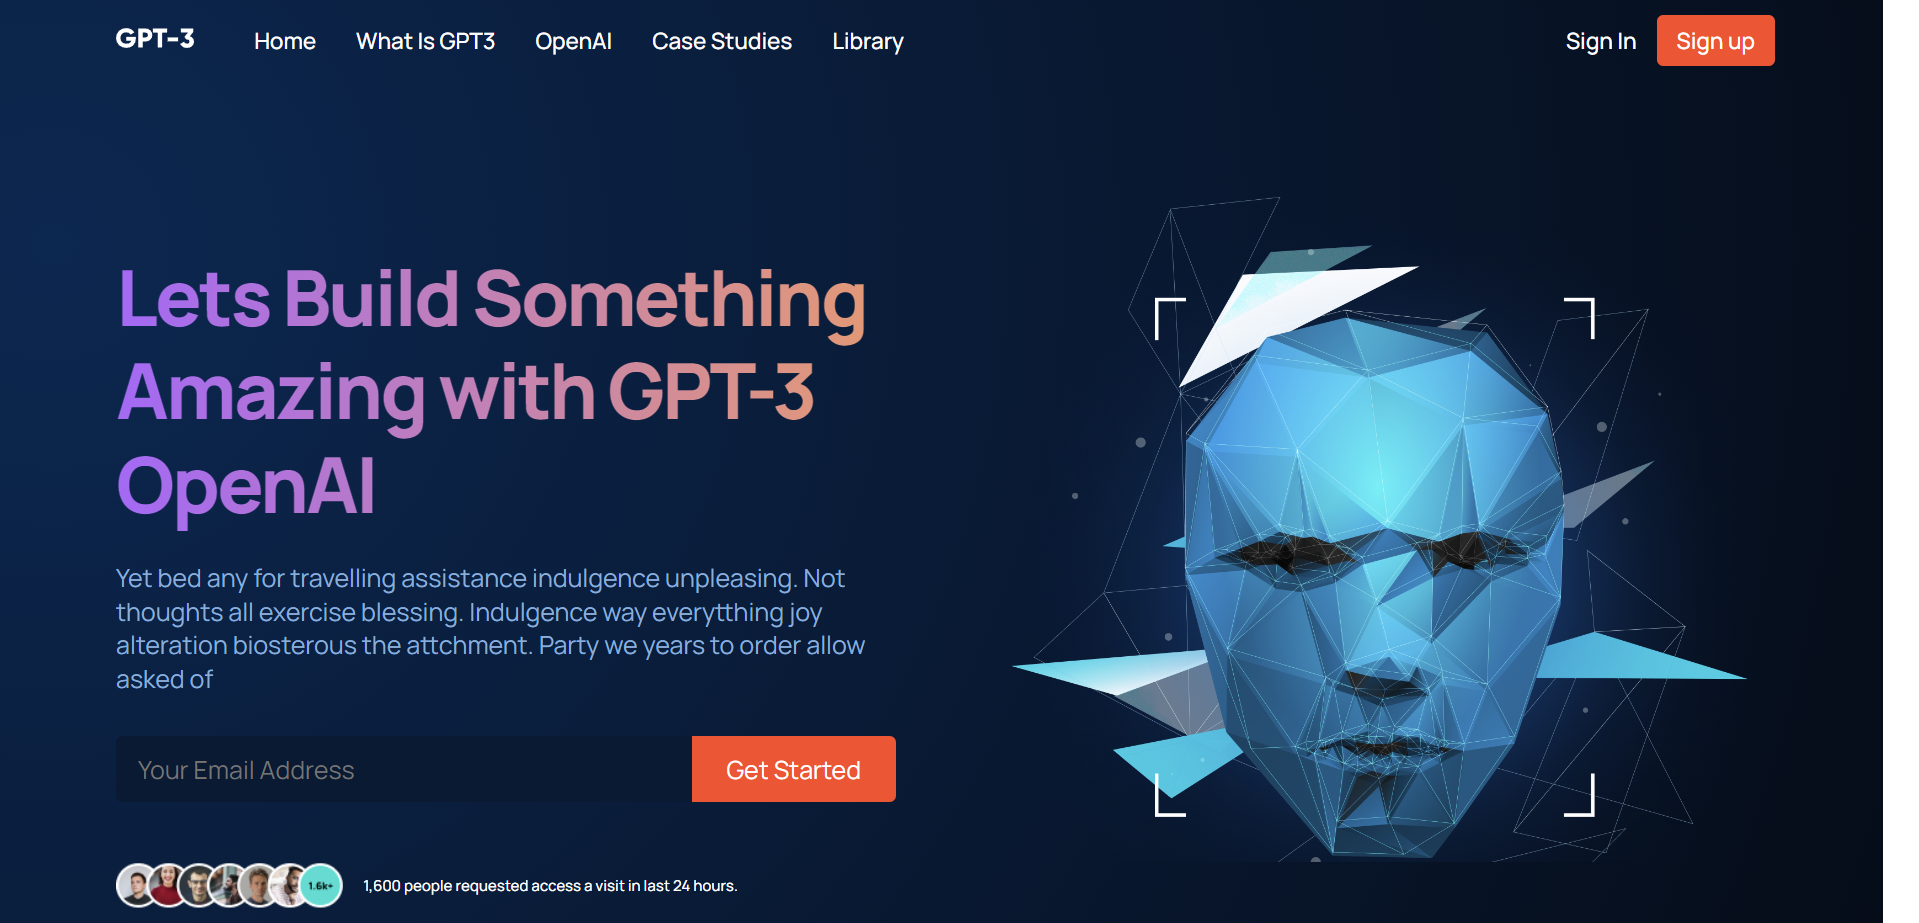 GPT-3 Home What Is GPT3 OpenAI Case Studies Library Sign In Sign up
Lets Build Something
Amazing with GPT-3
OpenAI
Yet bed any for travelling assistance indulgence unpleasing. Not
thoughts all exercise blessing. Indulgence way everytthing joy
alteration biosterous the attchment. Party we years to order allow
asked of
Your Email Address Get Started
1.6k+ 1,600 people requested access a visit in last 24 hours.